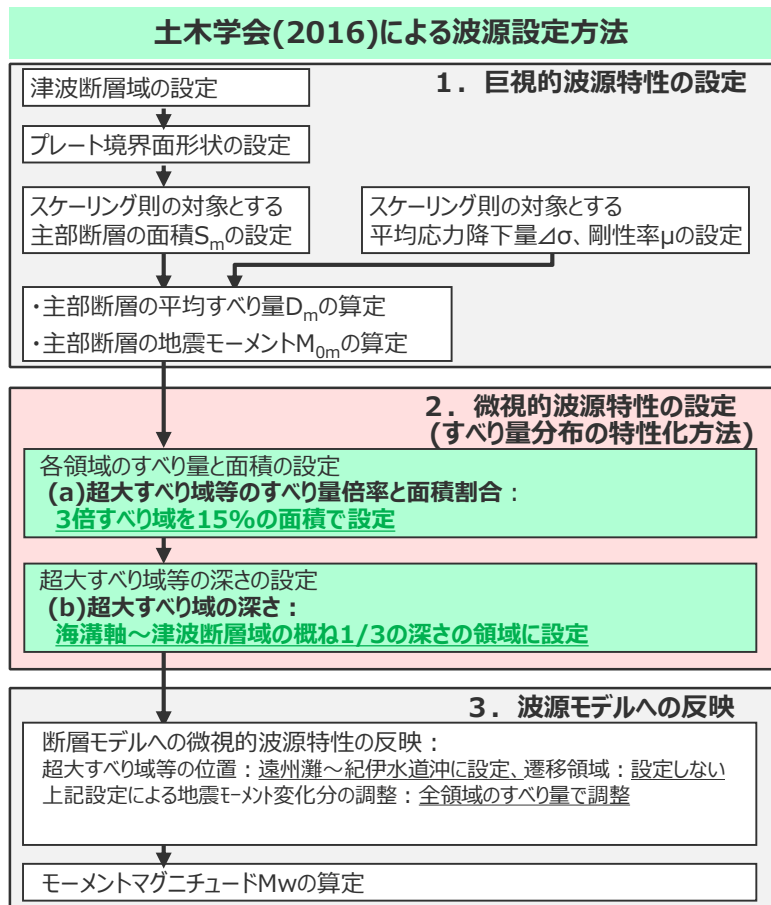 土木学会(2016)による波源設定方法
１．巨視的波源特性の設定
津波断層域の設定
プレート境界面形状の設定
スケーリング則の対象とする
主部断層の面積Smの設定
スケーリング則の対象とする
平均応力降下量⊿σ、剛性率μの設定
・主部断層の平均すべり量Dmの算定
・主部断層の地震モーメントM0mの算定
２．微視的波源特性の設定
(すべり量分布の特性化方法)
各領域のすべり量と面積の設定
(a)超大すべり域等のすべり量倍率と面積割合：
3倍すべり域を15%の面積で設定
超大すべり域等の深さの設定
(b)超大すべり域の深さ：
海溝軸～津波断層域の概ね1/3の深さの領域に設定
３．波源モデルへの反映
断層モデルへの微視的波源特性の反映：
超大すべり域等の位置：遠州灘～紀伊水道沖に設定、遷移領域：設定しない
上記設定による地震ﾓｰﾒﾝﾄ変化分の調整：全領域のすべり量で調整
モーメントマグニチュードMwの算定